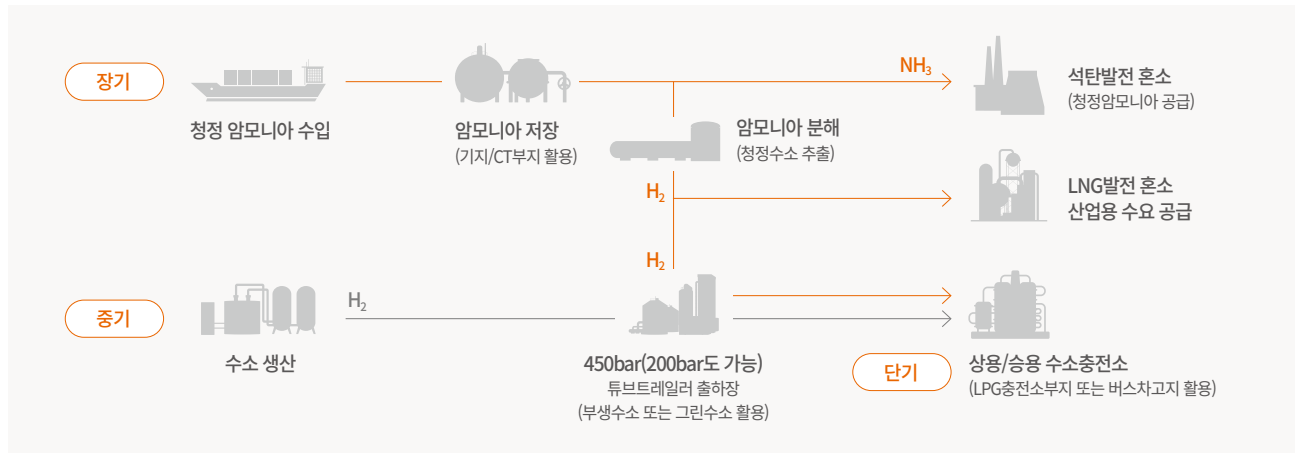 장기
청정 암모니아 수입
암모니아 저장
(기지/CT부지 활용)
암모니아 분해
(청정수소 추출)
NH₃
석탄발전 혼소
(청정암모니아 공급)
H₂
LNG발전 혼소
산업용 수요 공급
H₂
중기
수소 생산
H₂
450bar(200bar도 가능)
튜브트레일러 출하장
(부생수소 또는 그린수소 활용)
단기
상용/승용 수소충전소
(LPG충전소부지 또는 버스차고지 활용)